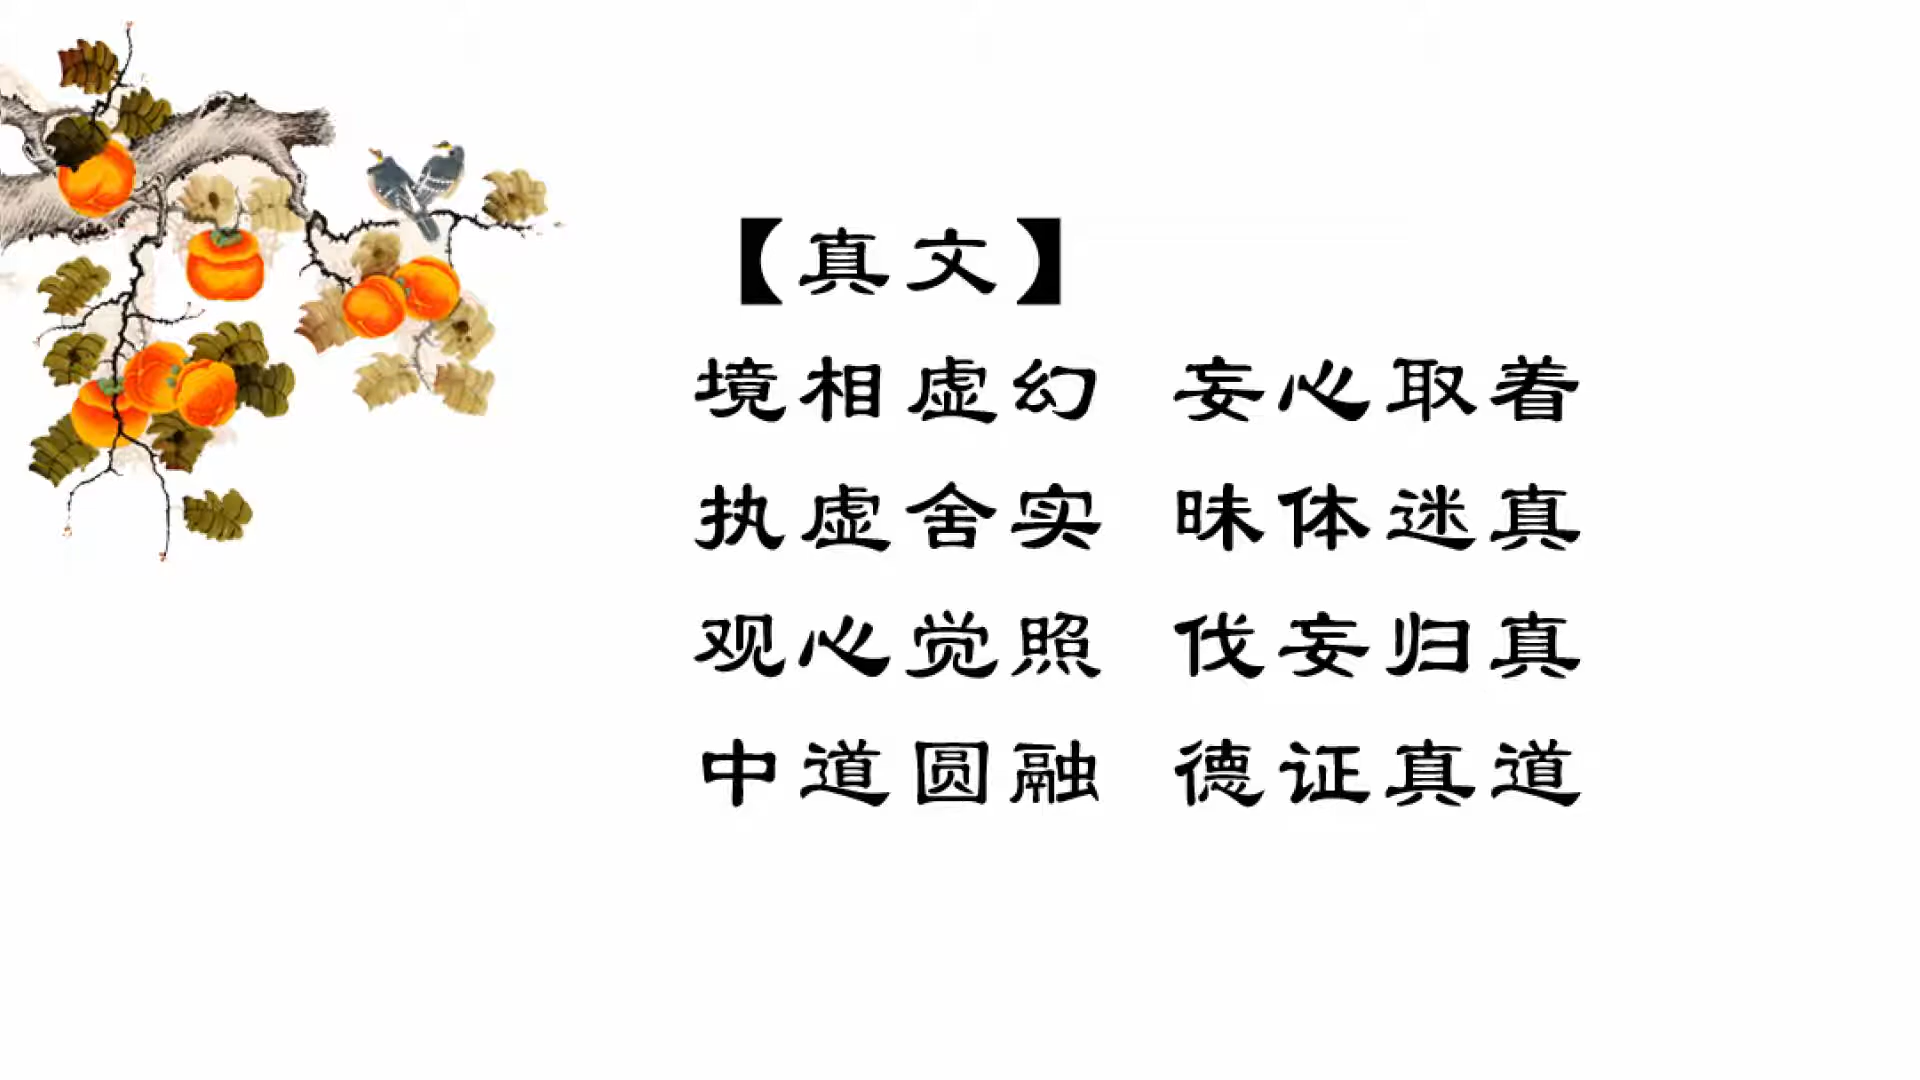 【真文】
境相虚幻 妄心取着
执虚舍实 昧体迷真
观心觉照 伐妄归真
中道圆融 德证真道